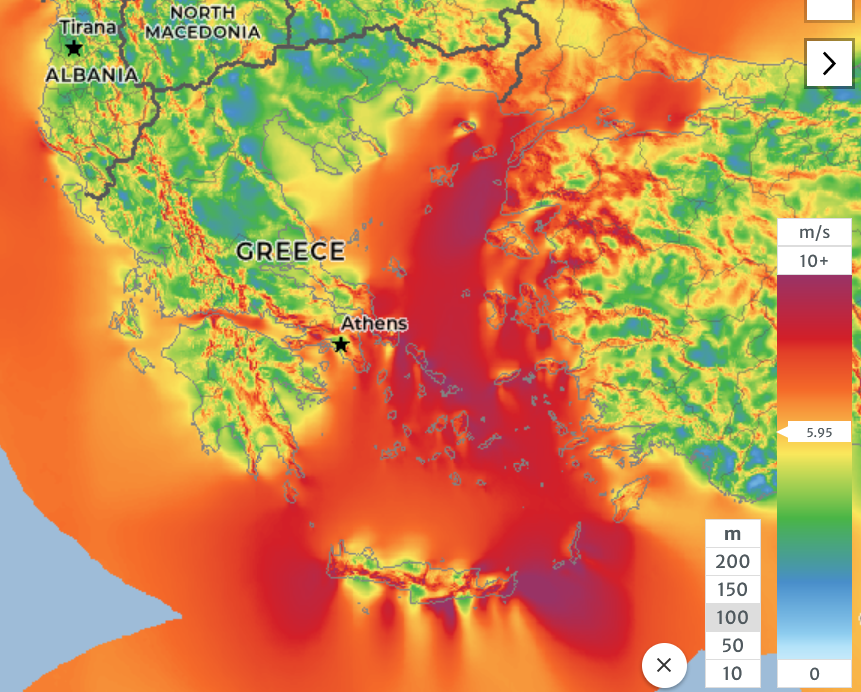 Tirana
NORTH
MACEDONIA
ALBANIA
GREECE
Athens
m/s
10+
5.95
m
200
150
100
50
10
0